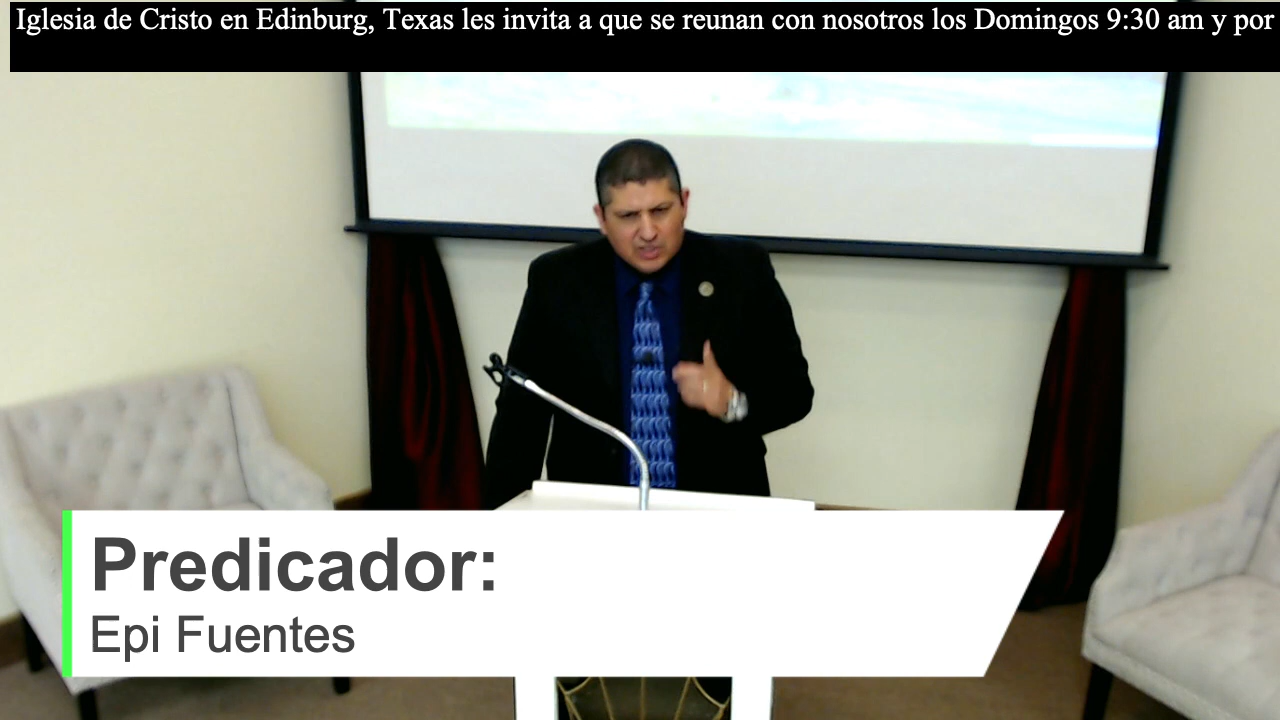 Iglesia de Cristo en Edinburg, Texas les invita a que se reunan con nosotros los Domingos 9:30 am y por
Predicador:
Epi Fuentes